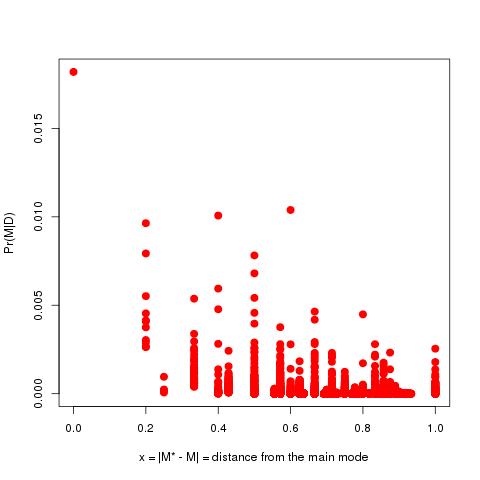 0.015
0.010
Pr(M|D)
0.005
0.000
0.0 0.2 0.4 0.6 0.8 1.0
x = |M* - M| = distance from the main mode